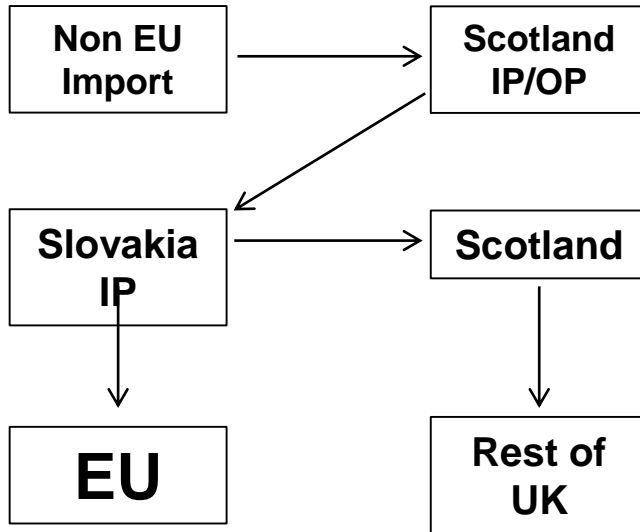 Non EU
Import
Scotland
IP/OP
Slovakia
IP
Scotland
EU
Rest of
UK